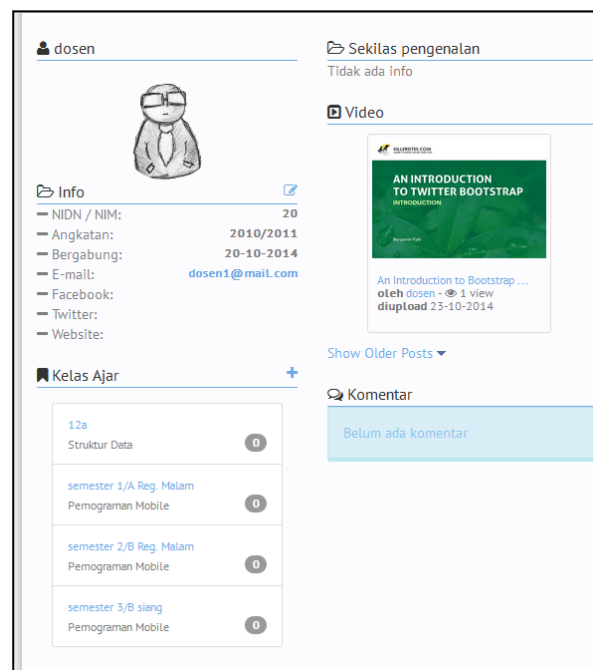 dosen
Info
NIDN / NIM: 20
Angkatan: 2010/2011
Bergabung: 20-10-2014
E-mail: dosen1@mail.com
Facebook:
Twitter:
Website:
Kelas Ajar
12a
Struktur Data 0
semester 1/A Reg. Malam
Pemograman Mobile 0
semester 2/B Reg. Malam
Pemograman Mobile 0
semester 3/B siang
Pemograman Mobile 0
Sekilas pengenalan
Tidak ada info
Video
KILLERSITES.COM
AN INTRODUCTION
TO TWITTER BOOTSTRAP
INTRODUCTION
An Introduction to Bootstrap ...
oleh dosen - 1 view
diupload 23-10-2014
Show Older Posts
Komentar
Belum ada komentar